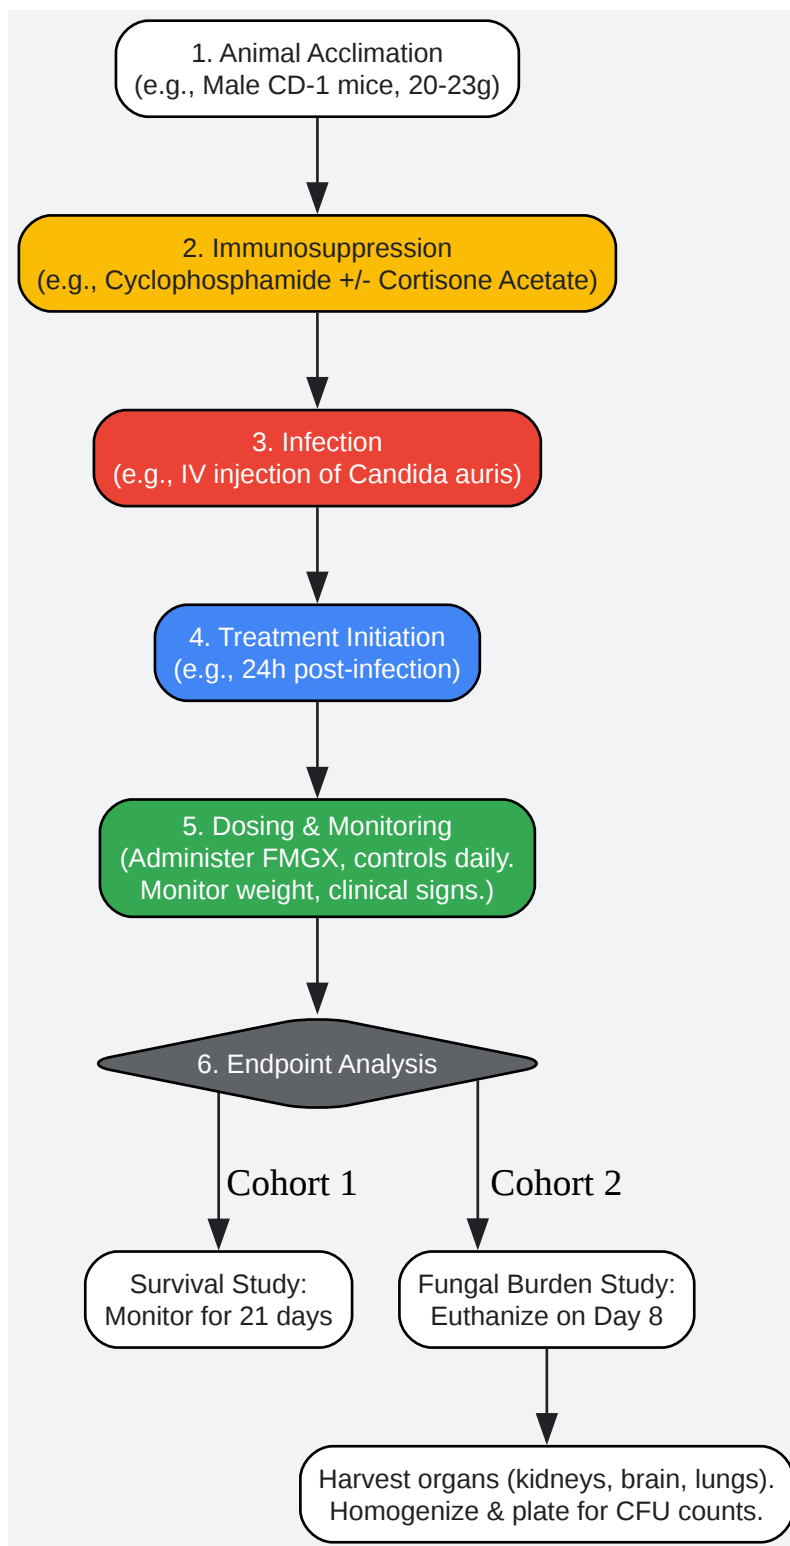 1. Animal Acclimation
(e.g., Male CD-1 mice, 20-23g)
2. Immunosuppression
(e.g., Cyclophosphamide +/- Cortisone Acetate)
3. Infection
(e.g., IV injection of Candida auris)
4. Treatment Initiation
(e.g., 24h post-infection)
5. Dosing & Monitoring
(Administer FMGX, controls daily.
Monitor weight, clinical signs.)
6. Endpoint Analysis
Cohort 1
Cohort 2
Survival Study:
Monitor for 21 days
Fungal Burden Study:
Euthanize on Day 8
Harvest organs (kidneys, brain, lungs).
Homogenize & plate for CFU counts.